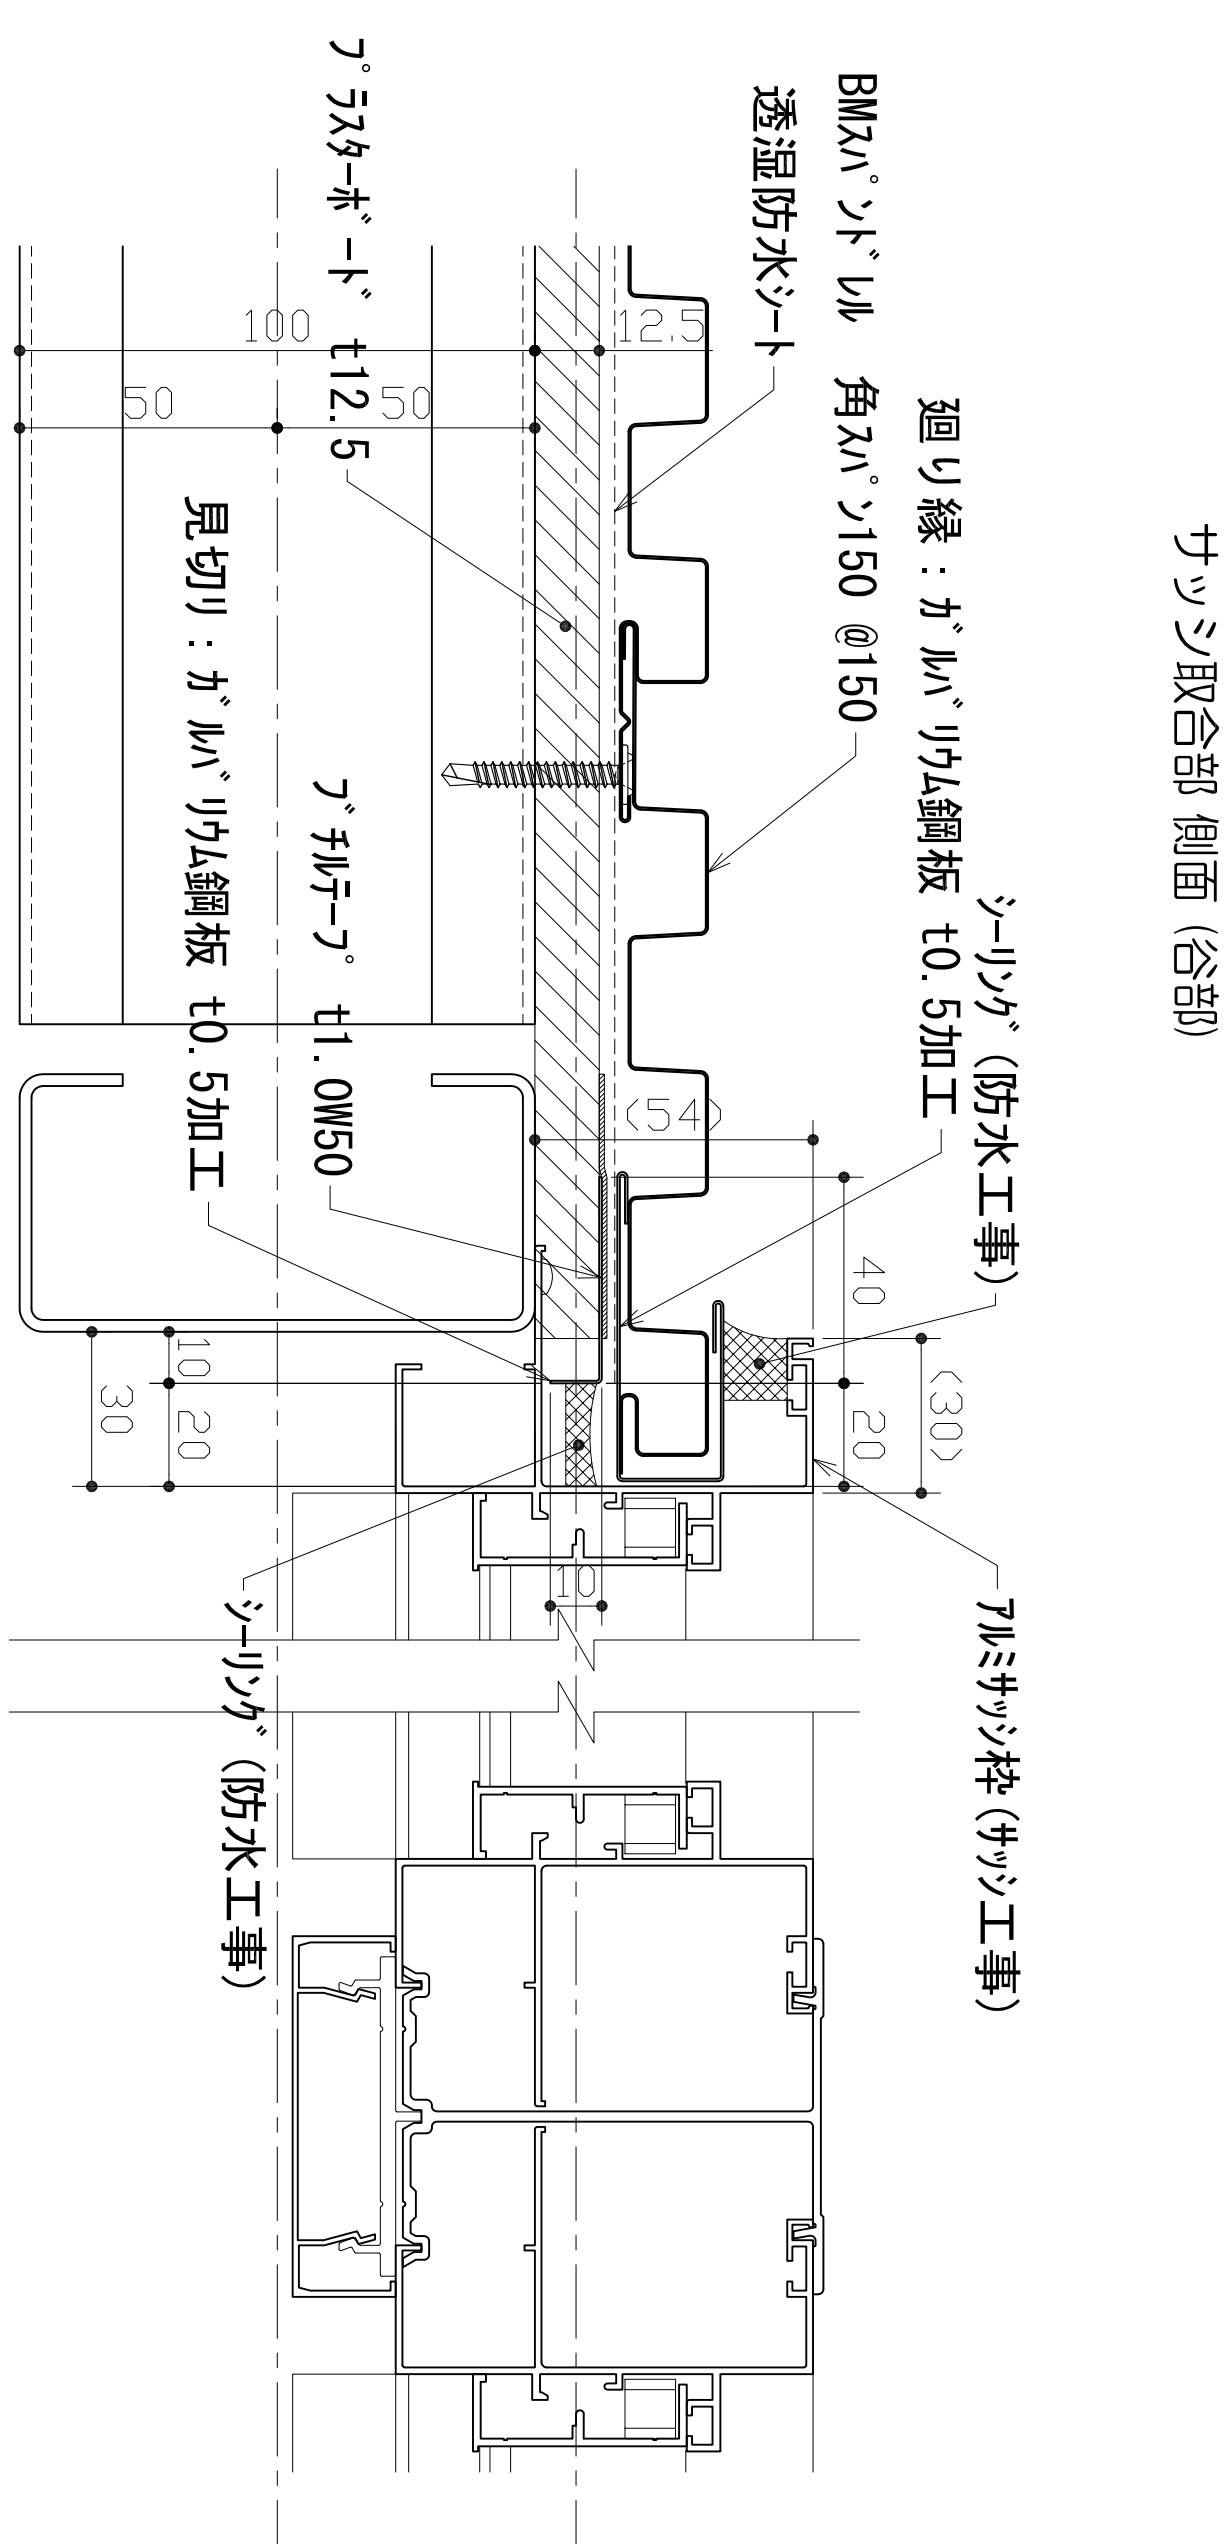 サッシ取合部 側面（谷部）
シーリング（防水工事）
アルミサッシ枠（サッシ工事）
廻り縁：ガルバリウム鋼板 t0.5加工
BMスパンドレル 角スパン150 @150
透湿防水シート
プラスターボード t12.5
ブチルテープ t1.0W50
見切り：ガルバリウム鋼板 t0.5加工
シーリング（防水工事）
(30)
40
20
(54)
12.5
100
50
50
10
10
20
30